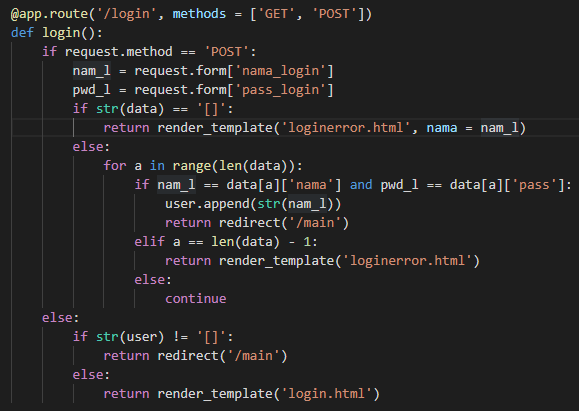 @app.route('/login', methods = ['GET', 'POST'])
def login():
    if request.method == 'POST':
        nam_l = request.form['nama_login']
        pwd_l = request.form['pass_login']
        if str(data) == '[]':
            return render_template('loginerror.html', nama = nam_l)
        else:
            for a in range(len(data)):
                if nam_l == data[a]['nama'] and pwd_l == data[a]['pass']:
                    user.append(str(nam_l))
                    return redirect('/main')
                elif a == len(data) - 1:
                    return render_template('loginerror.html')
                else:
                    continue
    else:
        if str(user) != '[]':
            return redirect('/main')
        else:
            return render_template('login.html')